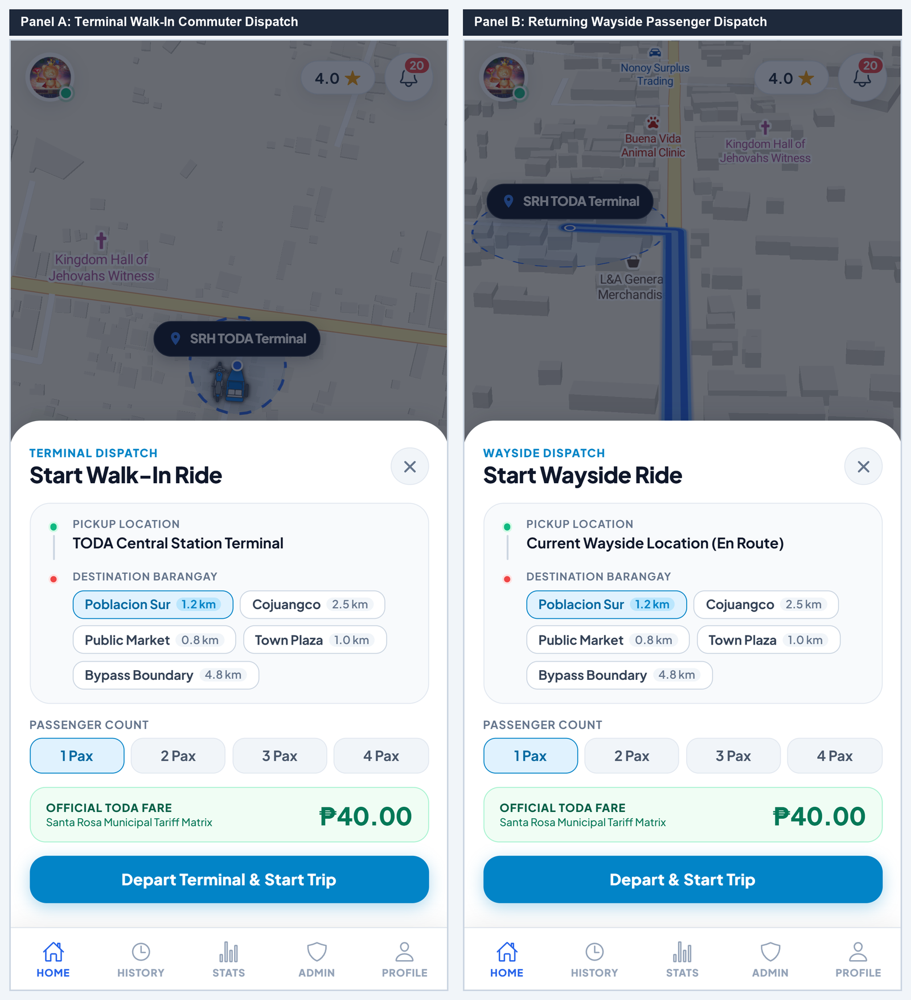 Panel A: Terminal Walk-In Commuter Dispatch
4.0
20
Kingdom Hall of
Jehovahs Witness
SRH TODA Terminal
TERMINAL DISPATCH
Start Walk-In Ride
PICKUP LOCATION
TODA Central Station Terminal
DESTINATION BARANGAY
Poblacion Sur 1.2 km Cojuangco 2.5 km
Public Market 0.8 km Town Plaza 1.0 km
Bypass Boundary 4.8 km
PASSENGER COUNT
1 Pax 2 Pax 3 Pax 4 Pax
OFFICIAL TODA FARE
Santa Rosa Municipal Tariff Matrix
₱40.00
Depart Terminal & Start Trip
HOME HISTORY STATS ADMIN PROFILE
Panel B: Returning Wayside Passenger Dispatch
Nonoy Surplus
Trading
4.0
20
Buena Vida
Animal Clinic
Kingdom Hall of
Jehovahs Witness
SRH TODA Terminal
L&A Genera
Merchandis
WAYSIDE DISPATCH
Start Wayside Ride
PICKUP LOCATION
Current Wayside Location (En Route)
DESTINATION BARANGAY
Poblacion Sur 1.2 km Cojuangco 2.5 km
Public Market 0.8 km Town Plaza 1.0 km
Bypass Boundary 4.8 km
PASSENGER COUNT
1 Pax 2 Pax 3 Pax 4 Pax
OFFICIAL TODA FARE
Santa Rosa Municipal Tariff Matrix
₱40.00
Depart & Start Trip
HOME HISTORY STATS ADMIN PROFILE